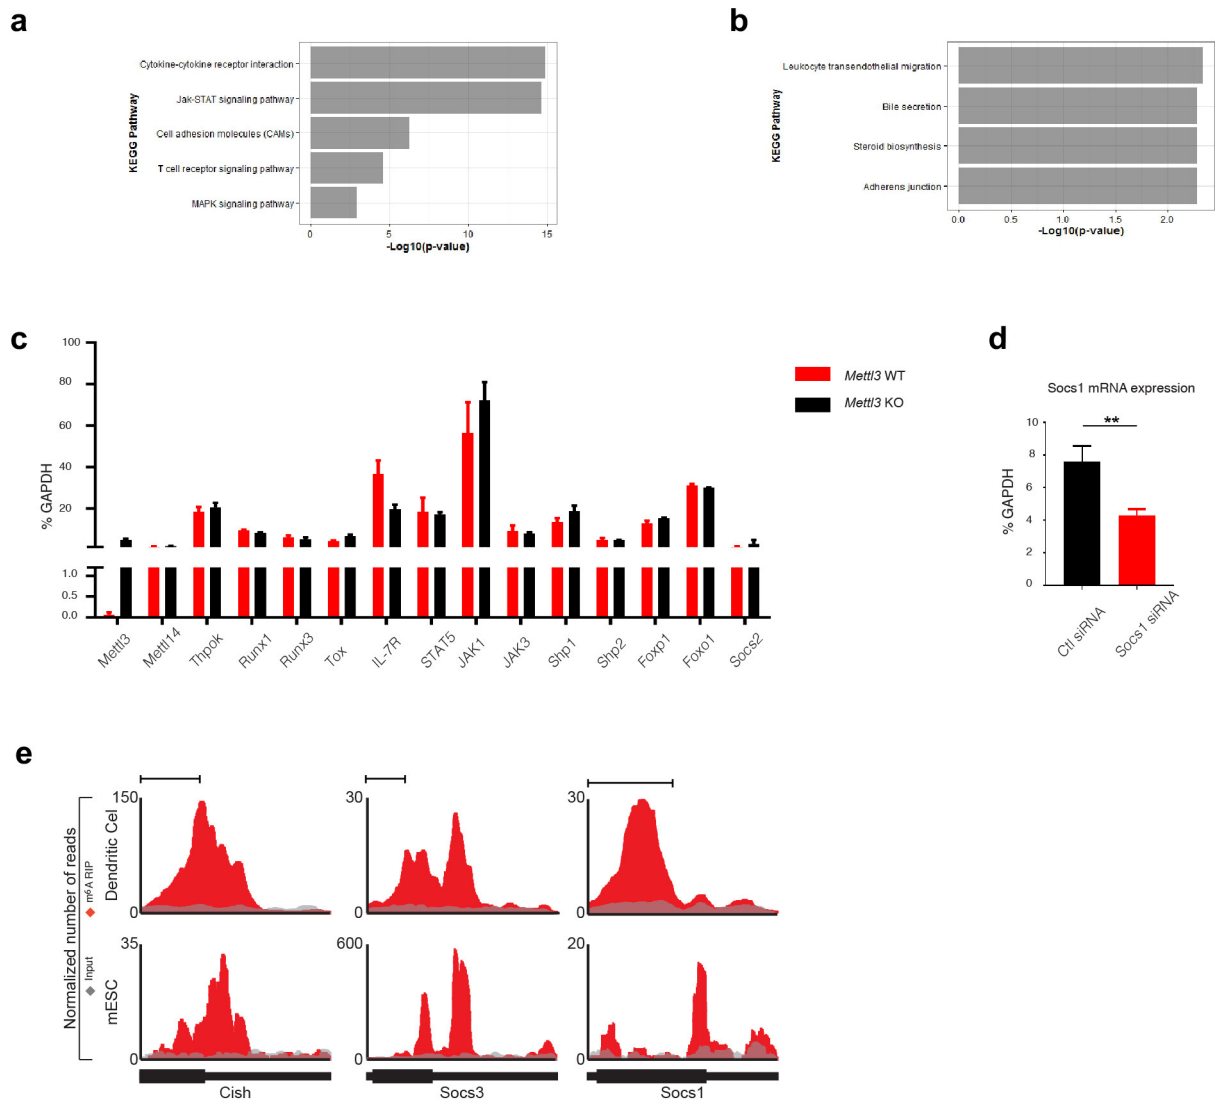 a
Cytokine-cytokine receptor interaction
Jak-STAT signaling pathway
Cell adhesion molecules (CAMs)
T cell receptor signaling pathway
MAPK signaling pathway
KEGG Pathway
0 5 10 15
-Log10(p-value)
b
Leukocyte transendothelial migration
Bile secretion
Steroid biosynthesis
Adherens junction
KEGG Pathway
0.0 0.5 1.0 1.5 2.0
-Log10(p-value)
c
% GAPDH
100
80
60
40
20
1.0
0.5
0.0
Mettl3 Mettl14 Thpok Runx1 Runx3 Tox IL-7R STAT5 JAK1 JAK3 Shp1 Shp2 Foxp1 Foxo1 Socs2
Mettl3 WT
Mettl3 KO
d
Socs1 mRNA expression
**
% GAPDH
10
8
6
4
2
0
Ctl siRNA Socs1 siRNA
e
Normalized number of reads
m6A RIP
Input
Dendritic Cel
150
0
30
0
30
0
mESC
35
0
600
0
20
0
Cish Socs3 Socs1